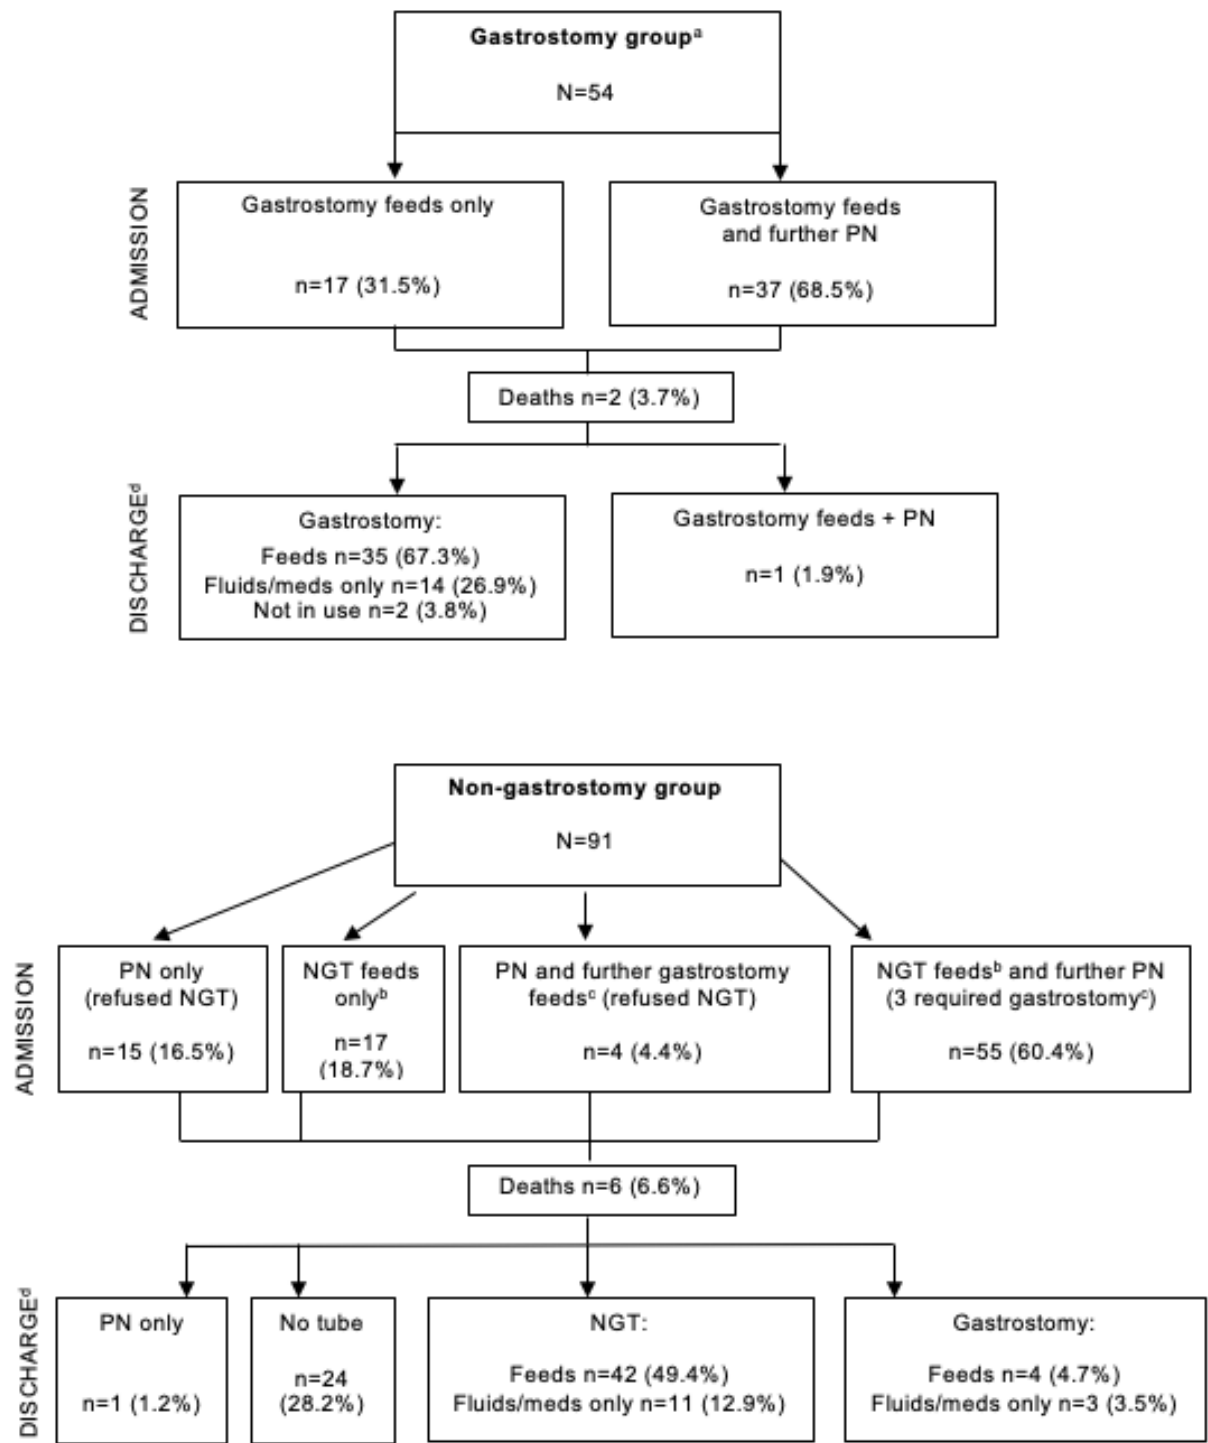 Gastrostomy groupᵃ
N=54
ADMISSION
Gastrostomy feeds only
n=17 (31.5%)
Gastrostomy feeds
and further PN
n=37 (68.5%)
Deaths n=2 (3.7%)
DISCHARGEᵈ
Gastrostomy:
Feeds n=35 (67.3%)
Fluids/meds only n=14 (26.9%)
Not in use n=2 (3.8%)
Gastrostomy feeds + PN
n=1 (1.9%)
Non-gastrostomy group
N=91
ADMISSION
PN only
(refused NGT)
n=15 (16.5%)
NGT feeds
onlyᵇ
n=17
(18.7%)
PN and further gastrostomy
feedsᶜ (refused NGT)
n=4 (4.4%)
NGT feedsᵇ and further PN
(3 required gastrostomyᶜ)
n=55 (60.4%)
Deaths n=6 (6.6%)
DISCHARGEᵈ
PN only
n=1 (1.2%)
No tube
n=24
(28.2%)
NGT:
Feeds n=42 (49.4%)
Fluids/meds only n=11 (12.9%)
Gastrostomy:
Feeds n=4 (4.7%)
Fluids/meds only n=3 (3.5%)